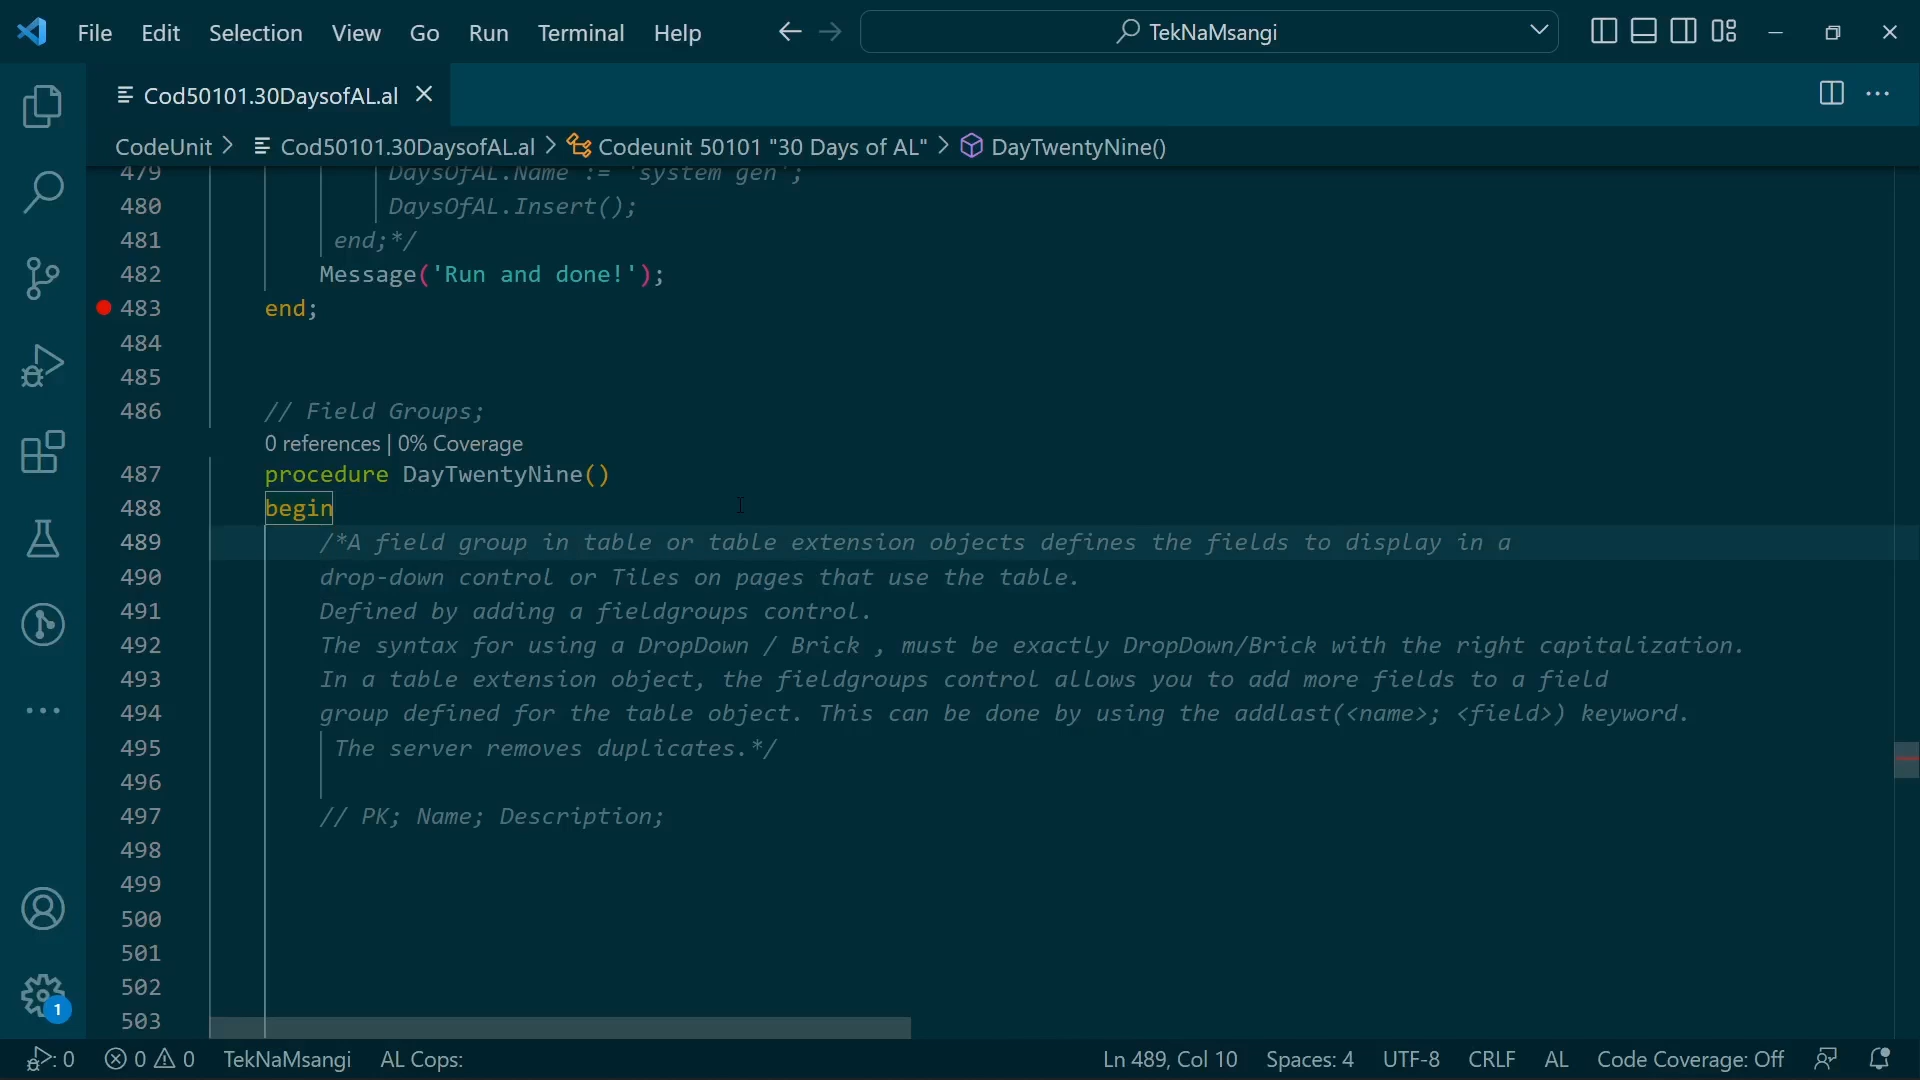 File Edit Selection View Go Run Terminal Help TekNaMsangi
Cod50101.30DaysofAL.al
CodeUnit > Cod50101.30DaysofAL.al > Codeunit 50101 "30 Days of AL" > DayTwentyNine()
479 DaysOfAL.Name := 'system gen';
480 DaysOfAL.Insert();
481 end;*/
482 Message('Run and done!');
483 end;
484
485
486 // Field Groups;
0 references | 0% Coverage
487 procedure DayTwentyNine()
488 begin
489 /*A field group in table or table extension objects defines the fields to display in a
490 drop-down control or Tiles on pages that use the table.
491 Defined by adding a fieldgroups control.
492 The syntax for using a DropDown / Brick , must be exactly DropDown/Brick with the right capitalization.
493 In a table extension object, the fieldgroups control allows you to add more fields to a field
494 group defined for the table object. This can be done by using the addlast(<name>; <field>) keyword.
495 The server removes duplicates.*/
496
497 // PK; Name; Description;
498
499
500
501
502
503
1
: 0 0 0 TekNaMsangi AL Cops: Ln 489, Col 10 Spaces: 4 UTF-8 CRLF AL Code Coverage: Off